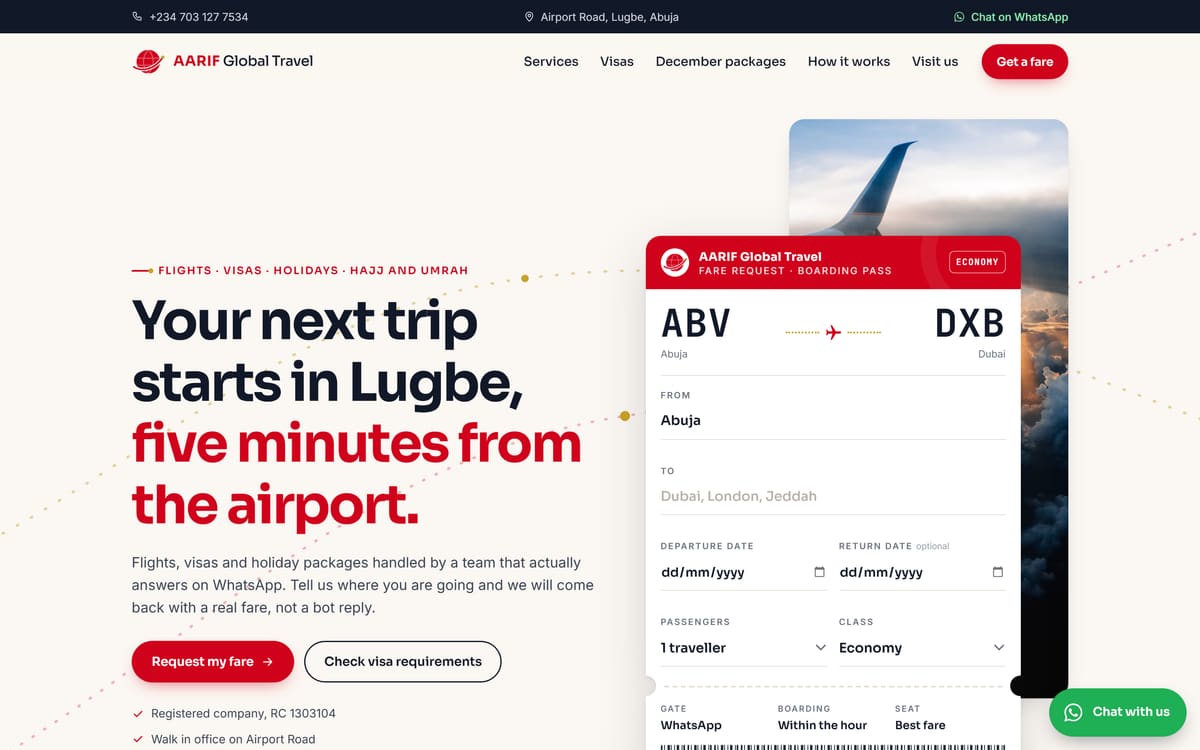 +234 703 127 7534
Airport Road, Lugbe, Abuja
Chat on WhatsApp
AARIF Global Travel
Services
Visas
December packages
How it works
Visit us
Get a fare
FLIGHTS · VISAS · HOLIDAYS · HAJJ AND UMRAH
Your next trip
starts in Lugbe,
five minutes from
the airport.
Flights, visas and holiday packages handled by a team that actually
answers on WhatsApp. Tell us where you are going and we will come
back with a real fare, not a bot reply.
Request my fare →
Check visa requirements
Registered company, RC 1303104
Walk in office on Airport Road
AARIF Global Travel
FARE REQUEST · BOARDING PASS
ECONOMY
ABV
DXB
Abuja
Dubai
FROM
Abuja
TO
Dubai, London, Jeddah
DEPARTURE DATE
RETURN DATE optional
dd/mm/yyyy
dd/mm/yyyy
PASSENGERS
CLASS
1 traveller
Economy
GATE
BOARDING
SEAT
WhatsApp
Within the hour
Best fare
Chat with us